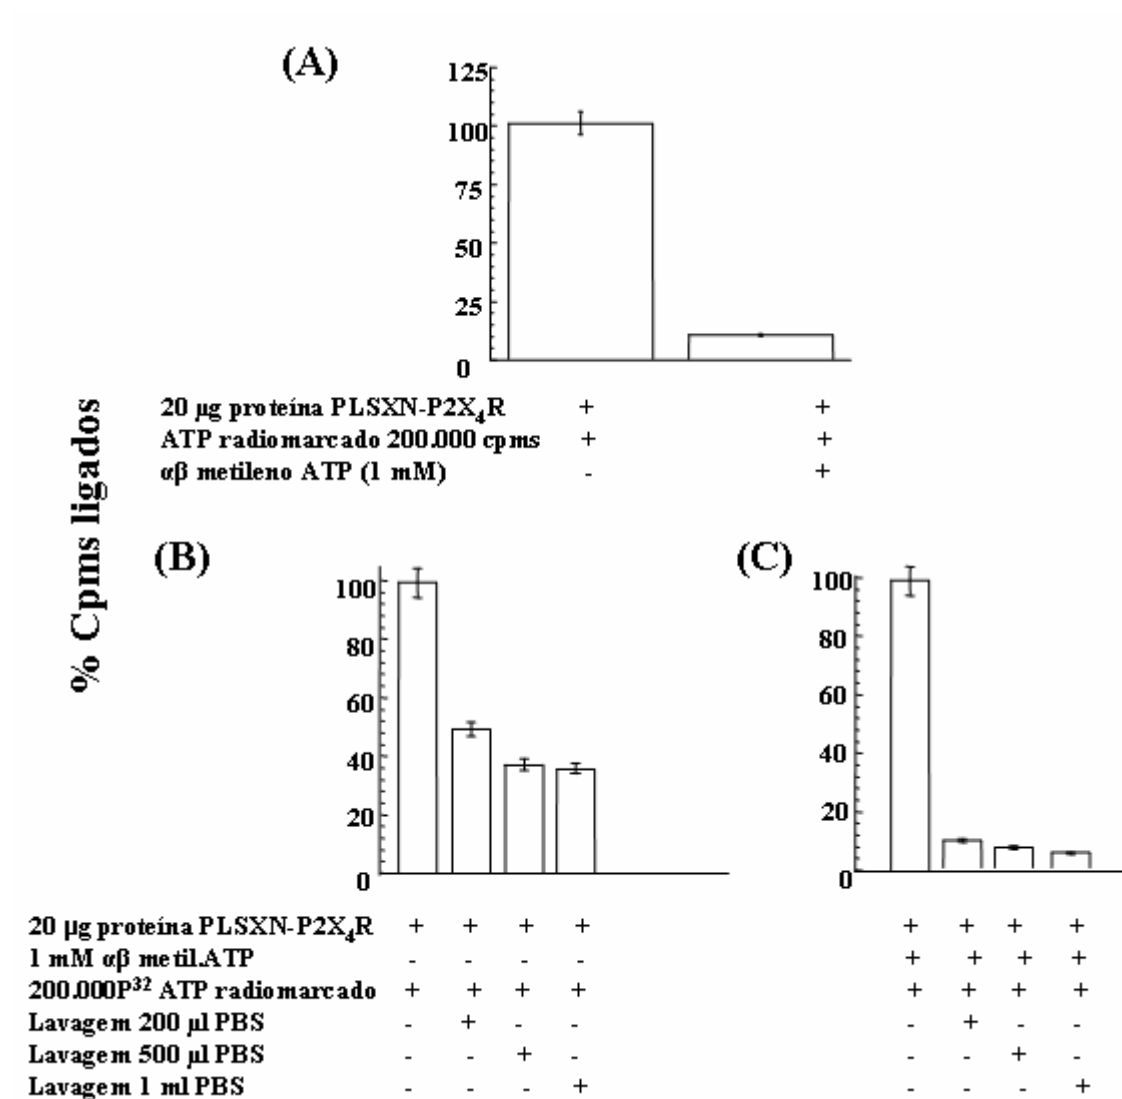 (A)
125
100
75
50
25
0
20 µg proteína PLSXN-P2X₄R + +
ATP radiomarcado 200.000 cpms + +
αβ metileno ATP (1 mM) - +
% Cpms ligados
(B)
100
80
60
40
20
0
(C)
100
80
60
40
20
0
20 µg proteína PLSXN-P2X₄R + + + + + + + +
1 mM αβ metil.ATP - - - - + + + +
200.000P³² ATP radiomarcado + + + + + + + +
Lavagem 200 µl PBS - + - - - + - -
Lavagem 500 µl PBS - - + - - - + -
Lavagem 1 ml PBS - - - + - - - +